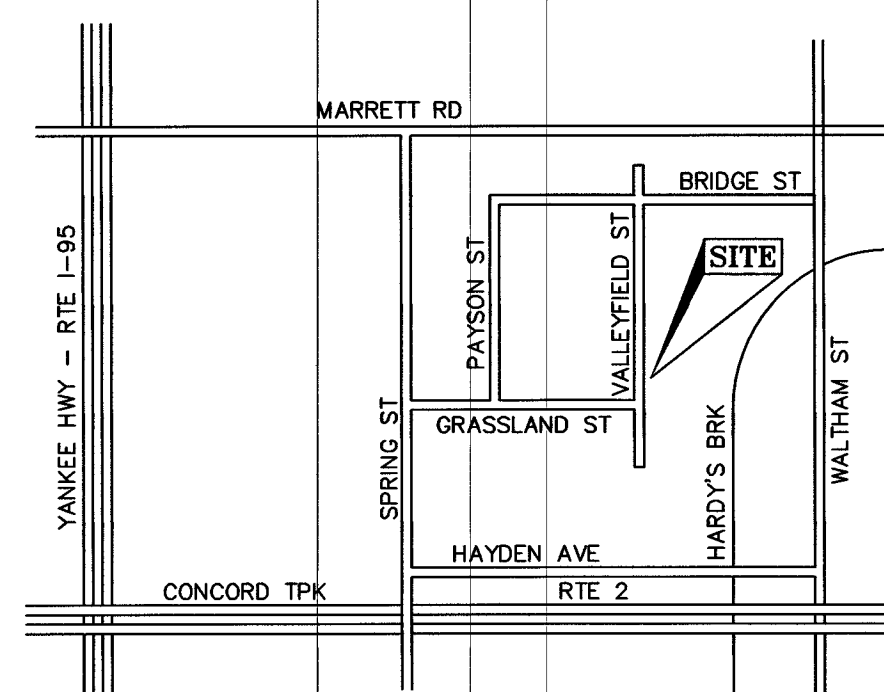 MARRETT RD
BRIDGE ST
YANKEE HWY – RTE I–95
PAYSON ST
VALLEYFIELD ST
SITE
SPRING ST
GRASSLAND ST
HARDY'S BRK
WALTHAM ST
HAYDEN AVE
CONCORD TPK
RTE 2